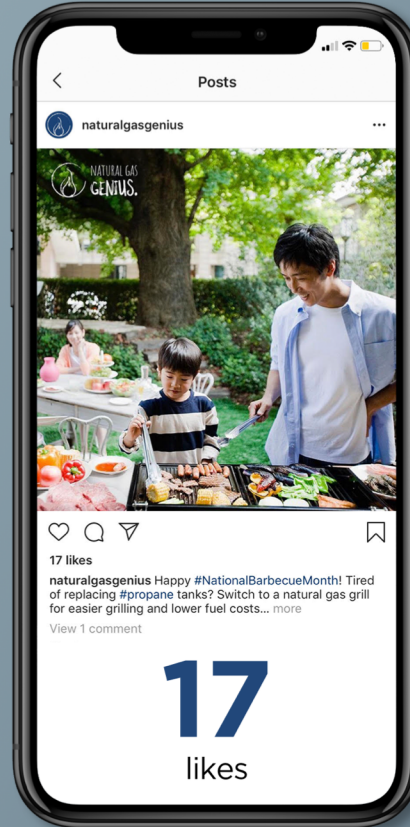 Posts
naturalgasgenius
NATURAL GAS
GENIUS.
17 likes
naturalgasgenius Happy #NationalBarbecueMonth! Tired
of replacing #propane tanks? Switch to a natural gas grill
for easier grilling and lower fuel costs... more
View 1 comment
17
likes